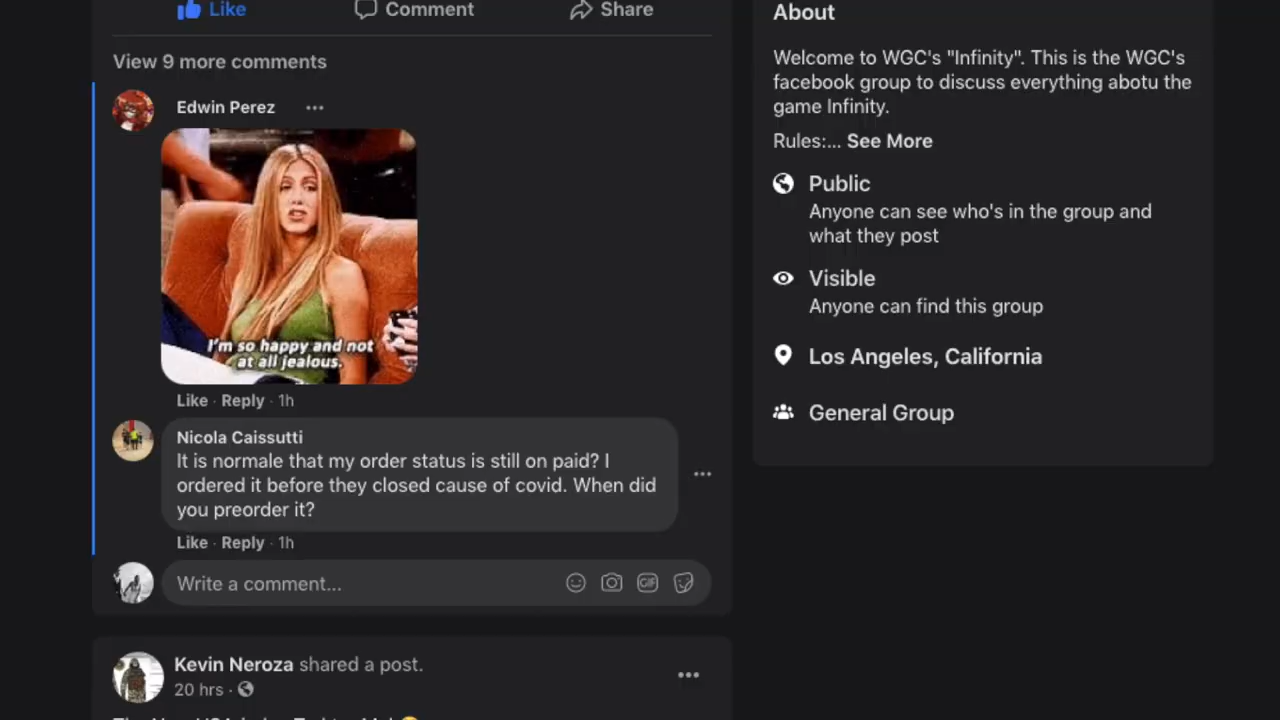 Like
Comment
Share
View 9 more comments
Edwin Perez
I'm so happy and not
at all jealous.
Like · Reply · 1h
Nicola Caissutti
It is normale that my order status is still on paid? I
ordered it before they closed cause of covid. When did
you preorder it?
Like · Reply · 1h
Write a comment...
GIF
Kevin Neroza shared a post.
20 hrs ·
About
Welcome to WGC's "Infinity". This is the WGC's
facebook group to discuss everything abotu the
game Infinity.
Rules:... See More
Public
Anyone can see who's in the group and
what they post
Visible
Anyone can find this group
Los Angeles, California
General Group